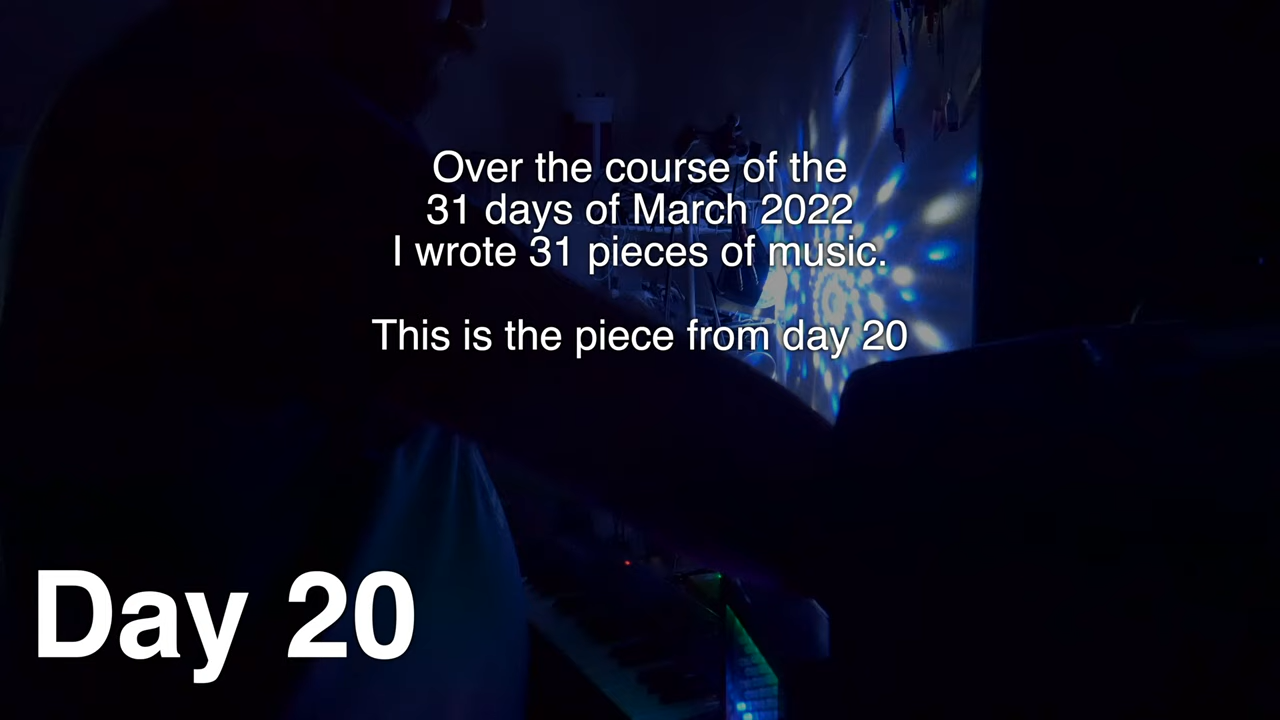 Over the course of the
31 days of March 2022
I wrote 31 pieces of music.
This is the piece from day 20
Day 20